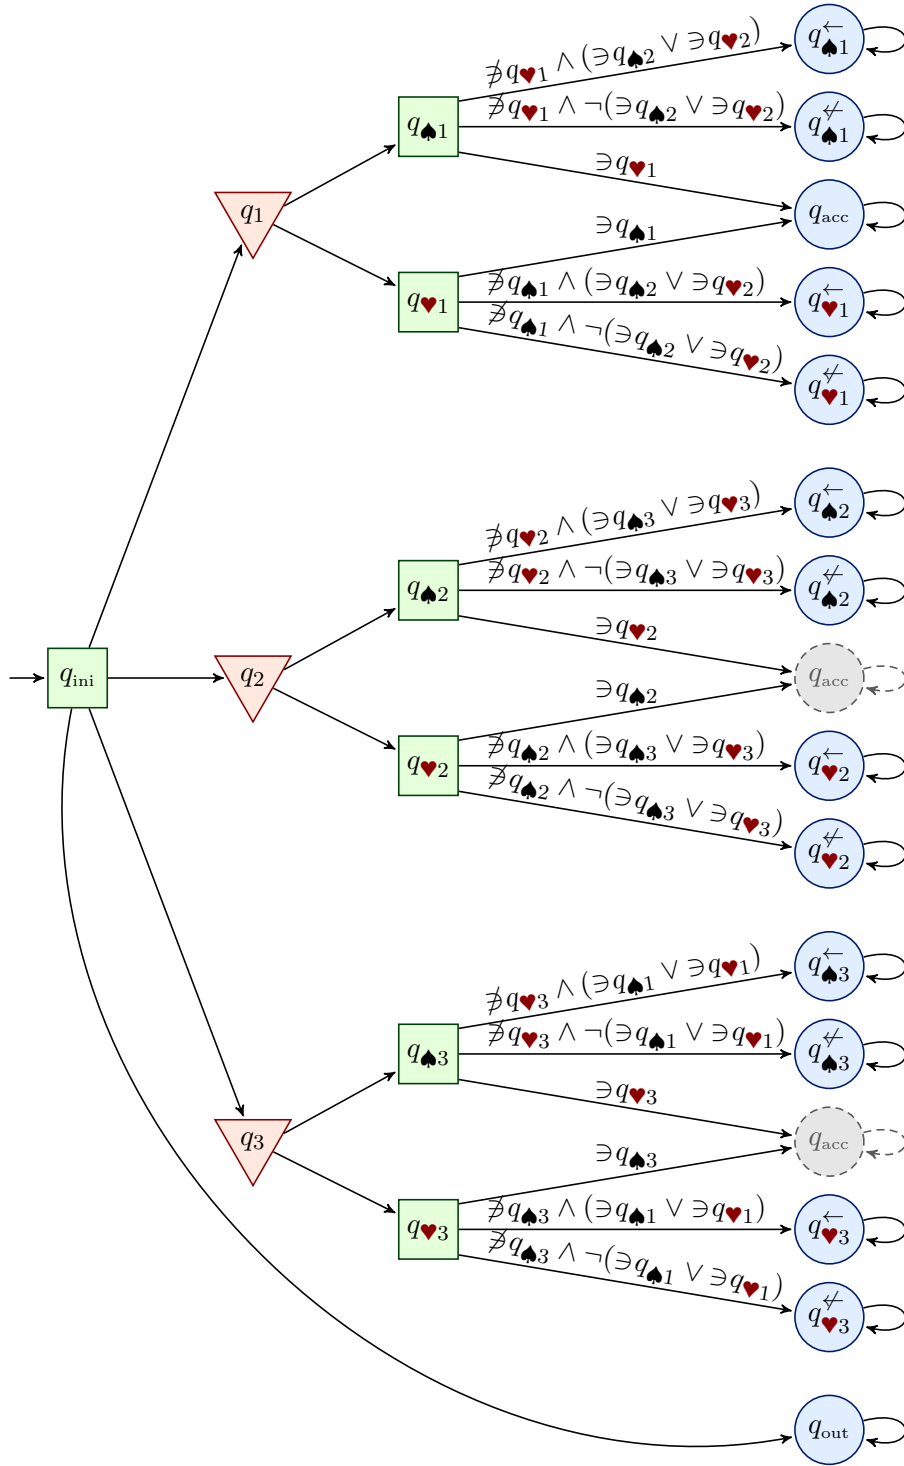 q♠1←
∌q♥1 ∧ (∋q♠2 ∨ ∋q♥2)
q♠1↚
∌q♥1 ∧ ¬(∋q♠2 ∨ ∋q♥2)
q♠1
∋q♥1
q1
q_acc
∋q♠1
q♥1
∌q♠1 ∧ (∋q♠2 ∨ ∋q♥2)
q♥1←
∌q♠1 ∧ ¬(∋q♠2 ∨ ∋q♥2)
q♥1↚
q♠2←
∌q♥2 ∧ (∋q♠3 ∨ ∋q♥3)
q♠2
∌q♥2 ∧ ¬(∋q♠3 ∨ ∋q♥3)
q♠2↚
∋q♥2
q_ini
q2
q_acc
∋q♠2
q♥2
∌q♠2 ∧ (∋q♠3 ∨ ∋q♥3)
q♥2←
∌q♠2 ∧ ¬(∋q♠3 ∨ ∋q♥3)
q♥2↚
q♠3←
∌q♥3 ∧ (∋q♠1 ∨ ∋q♥1)
q♠3
∌q♥3 ∧ ¬(∋q♠1 ∨ ∋q♥1)
q♠3↚
∋q♥3
q3
q_acc
∋q♠3
q♥3
∌q♠3 ∧ (∋q♠1 ∨ ∋q♥1)
q♥3←
∌q♠3 ∧ ¬(∋q♠1 ∨ ∋q♥1)
q♥3↚
q_out